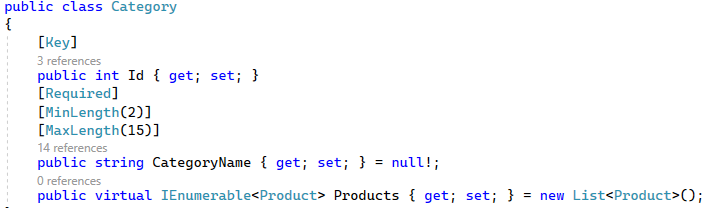 public class Category
{
[Key]
3 references
public int Id { get; set; }
[Required]
[MinLength(2)]
[MaxLength(15)]
14 references
public string CategoryName { get; set; } = null!;
0 references
public virtual IEnumerable<Product> Products { get; set; } = new List<Product>();